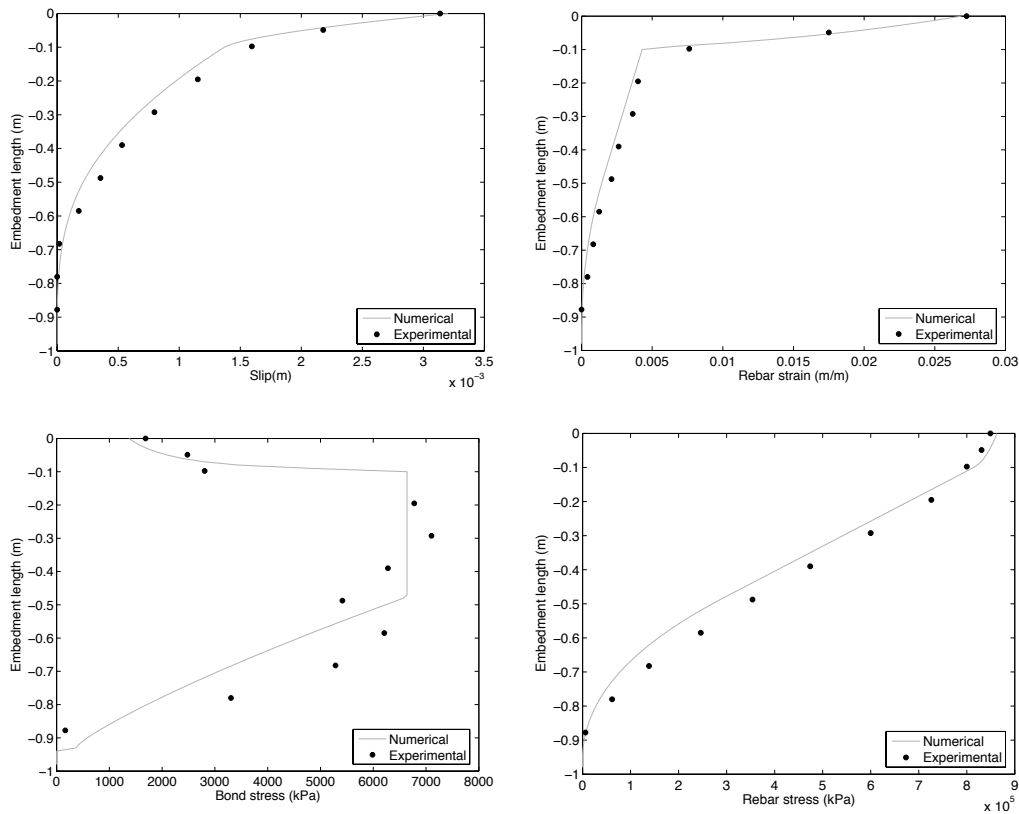 0
−0.1
−0.2
−0.3
−0.4
−0.5
−0.6
−0.7
−0.8
−0.9
−1
Embedment length (m)
0 0.5 1 1.5 2 2.5 3 3.5
Slip(m)
x 10⁻³
Numerical
Experimental
0
−0.1
−0.2
−0.3
−0.4
−0.5
−0.6
−0.7
−0.8
−0.9
−1
Embedment length (m)
0 0.005 0.01 0.015 0.02 0.025 0.03
Rebar strain (m/m)
Numerical
Experimental
0
−0.1
−0.2
−0.3
−0.4
−0.5
−0.6
−0.7
−0.8
−0.9
−1
Embedment length (m)
0 1000 2000 3000 4000 5000 6000 7000 8000
Bond stress (kPa)
Numerical
Experimental
0
−0.1
−0.2
−0.3
−0.4
−0.5
−0.6
−0.7
−0.8
−0.9
−1
Embedment length (m)
0 1 2 3 4 5 6 7 8 9
Rebar stress (kPa)
x 10⁵
Numerical
Experimental